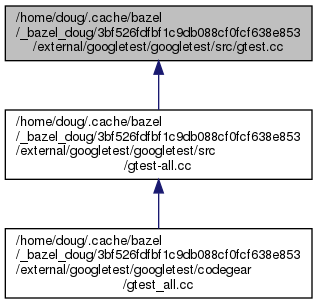 /home/doug/.cache/bazel
/_bazel_doug/3bf526fdfbf1c9db088cf0fcf638e853
/external/googletest/googletest/src/gtest.cc
/home/doug/.cache/bazel
/_bazel_doug/3bf526fdfbf1c9db088cf0fcf638e853
/external/googletest/googletest/src
/gtest-all.cc
/home/doug/.cache/bazel
/_bazel_doug/3bf526fdfbf1c9db088cf0fcf638e853
/external/googletest/googletest/codegear
/gtest_all.cc